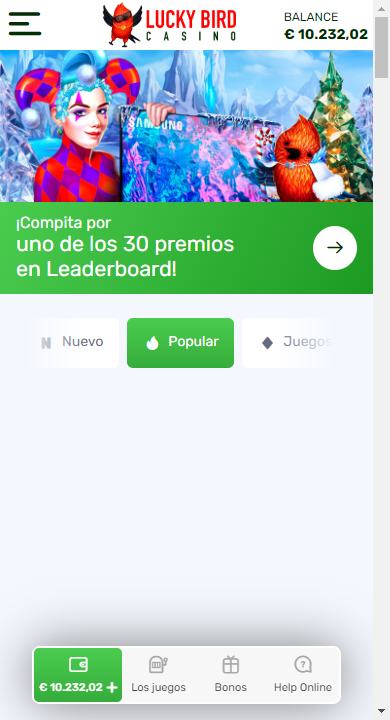 LUCKY BIRD
CASINO
BALANCE
€ 10.232,02
SAMSUNG
¡Compita por
uno de los 30 premios
en Leaderboard!
Nuevo
Popular
Juegos
€ 10.232,02
Los juegos
Bonos
Help Online